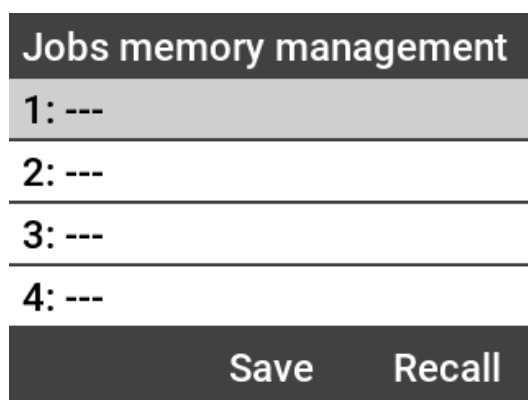 Jobs memory management
1: ---
2: ---
3: ---
4: ---
Save Recall